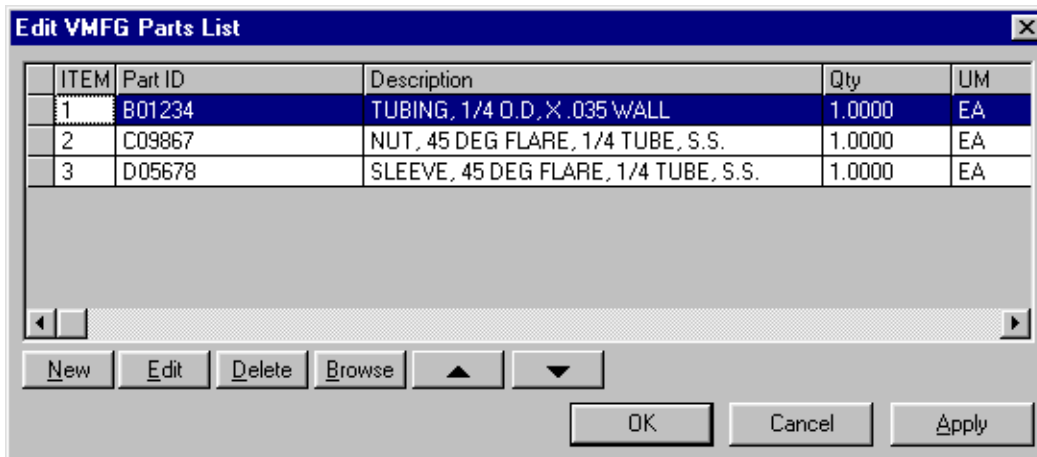 Edit VMFG Parts List
ITEM Part ID Description Qty UM
1 B01234 TUBING, 1/4 O.D, X .035 WALL 1.0000 EA
2 C09867 NUT, 45 DEG FLARE, 1/4 TUBE, S.S. 1.0000 EA
3 D05678 SLEEVE, 45 DEG FLARE, 1/4 TUBE, S.S. 1.0000 EA
New Edit Delete Browse
OK Cancel Apply